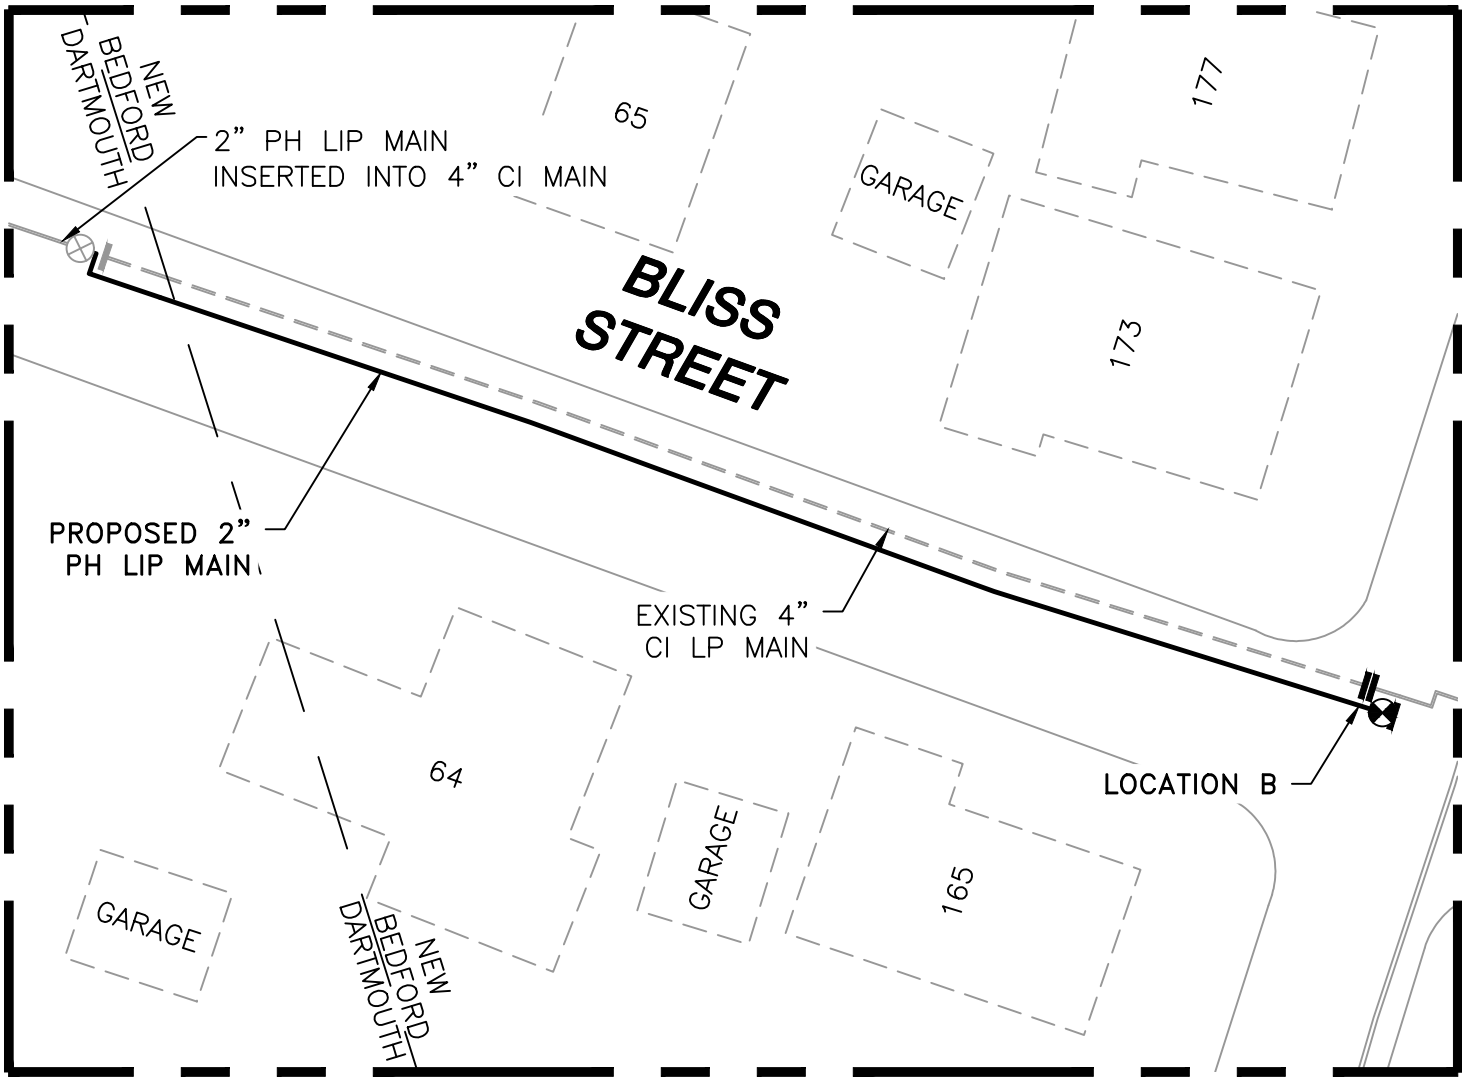 NEW
BEDFORD
DARTMOUTH
2” PH LIP MAIN
INSERTED INTO 4” CI MAIN
65
177
GARAGE
173
BLISS
STREET
PROPOSED 2”
PH LIP MAIN
EXISTING 4”
CI LP MAIN
LOCATION B
64
GARAGE
165
GARAGE
NEW
BEDFORD
DARTMOUTH